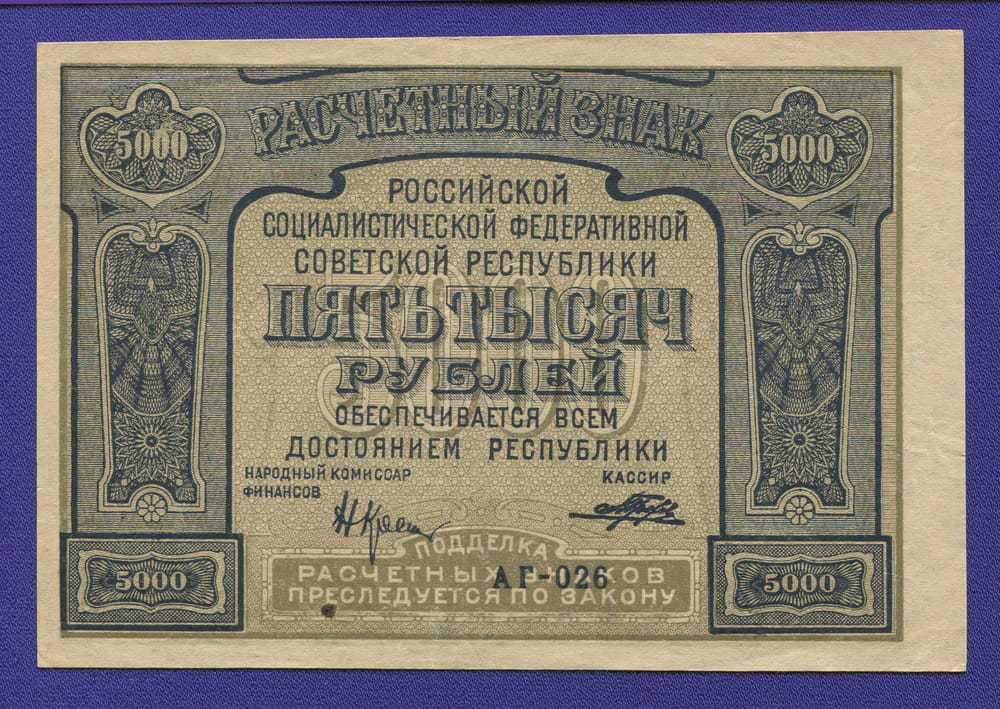 5000 РАСЧЕТНЫЙ ЗНАК 5000
РОССИЙСКОЙ
СОЦИАЛИСТИЧЕСКОЙ ФЕДЕРАТИВНОЙ
СОВЕТСКОЙ РЕСПУБЛИКИ
5000
ПЯТЬ ТЫСЯЧ
РУБЛЕЙ
ОБЕСПЕЧИВАЕТСЯ ВСЕМ
ДОСТОЯНИЕМ РЕСПУБЛИКИ
НАРОДНЫЙ КОМИССАР
ФИНАНСОВ
КАССИР
ПОДДЕЛКА
РАСЧЕТНЫХ ЗНАКОВ
АГ-026
ПРЕСЛЕДУЕТСЯ ПО ЗАКОНУ
5000
5000